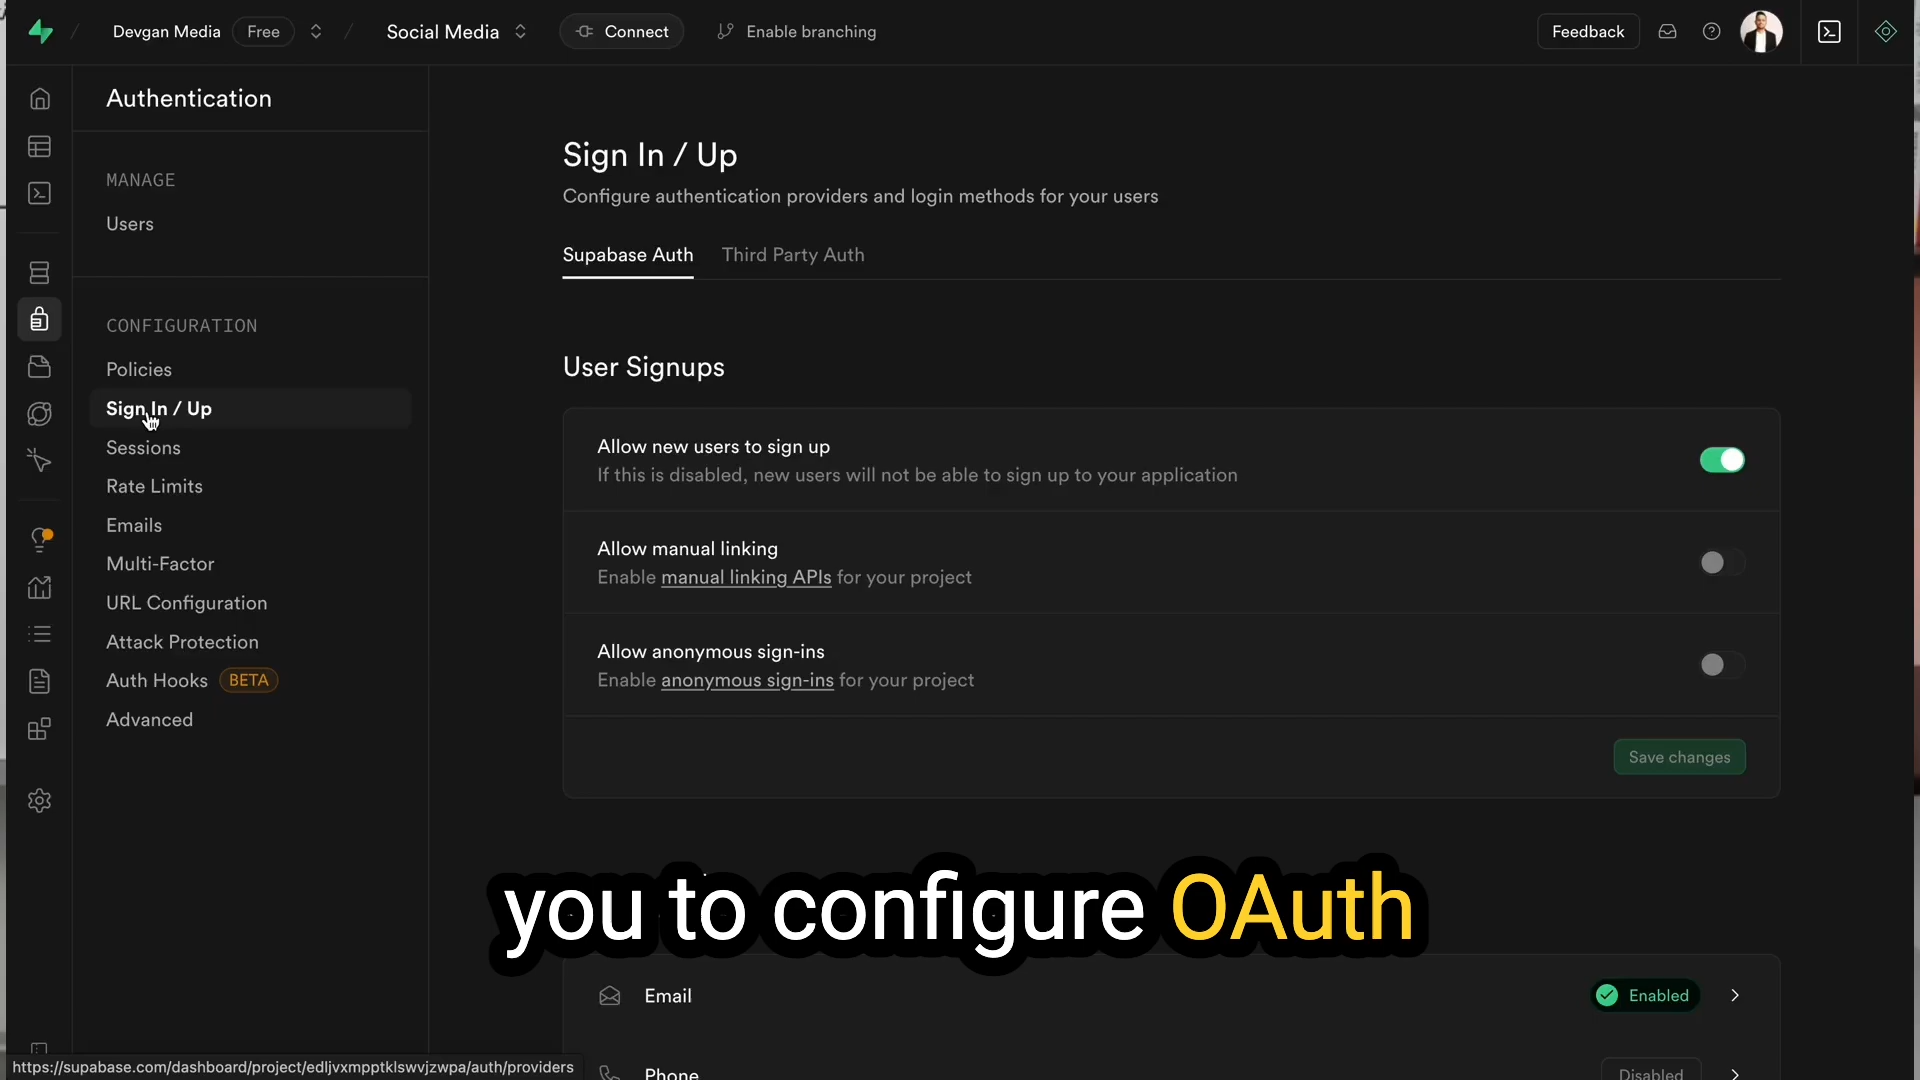 Devgan Media
Free
Social Media
Connect
Enable branching
Feedback
Authentication
MANAGE
Users
CONFIGURATION
Policies
Sign In / Up
Sessions
Rate Limits
Emails
Multi-Factor
URL Configuration
Attack Protection
Auth Hooks BETA
Advanced
Sign In / Up
Configure authentication providers and login methods for your users
Supabase Auth
Third Party Auth
User Signups
Allow new users to sign up
If this is disabled, new users will not be able to sign up to your application
Allow manual linking
Enable manual linking APIs for your project
Allow anonymous sign-ins
Enable anonymous sign-ins for your project
Save changes
you to configure OAuth
Email
Enabled
Phone
Disabled
https://supabase.com/dashboard/project/edljvxmpptklswvjzwpa/auth/providers